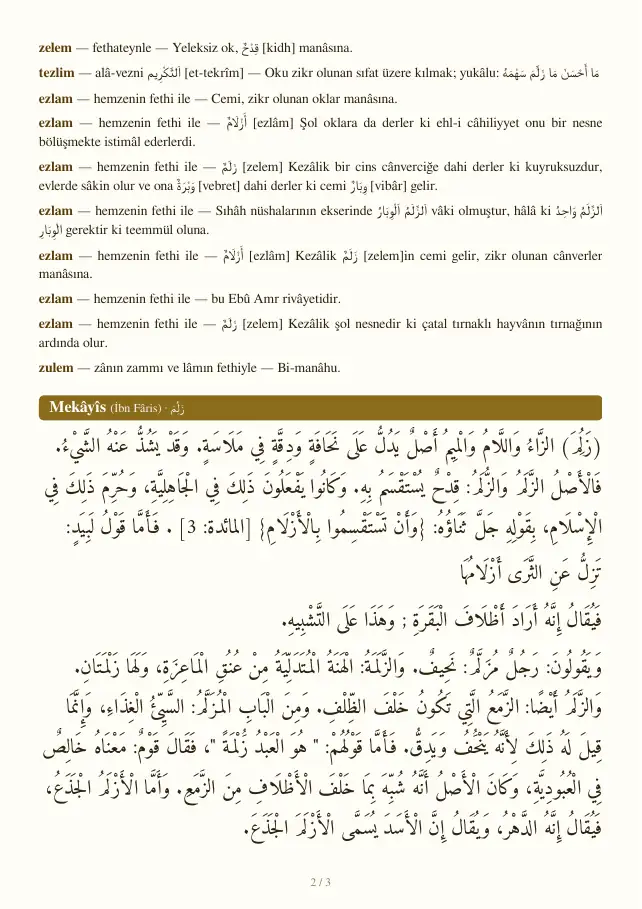 zelem — fethateynle — Yeleksiz ok, قِدْحٌ [kidh] manâsına.
tezlim — alâ-vezni اَلتَّكْرِيم [et-tekrîm] — Oku zikr olunan sıfat üzere kılmak; yukâlu: مَا أَحْسَنَ مَا زَلَّمَ سَهْمَهُ
ezlam — hemzenin fethi ile — Cemi, zikr olunan oklar manâsına.
ezlam — hemzenin fethi ile — أَزْلَامٌ [ezlâm] Şol oklara da derler ki ehl-i câhiliyyet onu bir nesne
bölüşmekte istimâl ederlerdi.
ezlam — hemzenin fethi ile — زَلَمٌ [zelem] Kezâlik bir cins cânverciğe dahi derler ki kuyruksuzdur,
evlerde sâkin olur ve ona وَبْرَةٌ [vebret] dahi derler ki cemi وِبَارٌ [vibâr] gelir.
ezlam — hemzenin fethi ile — Sıhâh nüshalarının ekserinde اَلزَّلَمُ اَلْوِبَارُ vâki olmuştur, hâlâ ki اَلزَّلَمُ وَاحِدُ
الْوِبَارِ gerektir ki teemmül oluna.
ezlam — hemzenin fethi ile — أَزْلَامٌ [ezlâm] Kezâlik زَلَمٌ [zelem]in cemi gelir, zikr olunan cânverler
manâsına.
ezlam — hemzenin fethi ile — bu Ebû Amr rivâyetidir.
ezlam — hemzenin fethi ile — زَلَمٌ [zelem] Kezâlik şol nesnedir ki çatal tırnaklı hayvânın tırnağının
ardında olur.
zulem — zânın zammı ve lâmın fethiyle — Bi-manâhu.
Mekâyîs (İbn Fâris) · زَلَمَ
(زَلَمَ) الزَّاءُ وَاللَّامُ وَالْمِيمُ أَصْلٌ يَدُلُّ عَلَى نَحَافَةٍ وَدِقَّةٍ فِي مَلَاسَةٍ. وَقَدْ يَشُذُّ عَنْهُ الشَّيْءُ.
فَالْأَصْلُ الزَّلَمُ وَالزُّلَمُ: قِدْحٌ يُسْتَقْسَمُ بِهِ. وَكَانُوا يَفْعَلُونَ ذَلِكَ فِي الْجَاهِلِيَّةِ، وَحُرِّمَ ذَلِكَ فِي
الْإِسْلَامِ، بِقَوْلِهِ جَلَّ ثَنَاؤُهُ: {وَأَنْ تَسْتَقْسِمُوا بِالْأَزْلَامِ} [المائدة: 3] . فَأَمَّا قَوْلُ لَبِيدٍ:
تَزِلُّ عَنِ الثَّرَى أَزْلَامُهَا
فَيُقَالُ إِنَّهُ أَرَادَ أَظْلَافَ الْبَقَرَةِ ; وَهَذَا عَلَى التَّشْبِيهِ.
وَيَقُولُونَ: رَجُلٌ مُزَلَّمٌ: نَحِيفٌ. وَالزَّلَمَةُ: الْهَنَةُ الْمُتَدَلِّيَةُ مِنْ عُنُقِ الْمَاعِزَةِ، وَلَهَا زَلَمَتَانِ.
وَالزَّلَمُ أَيْضًا: الزَّمَعُ الَّتِي تَكُونُ خَلْفَ الظِّلْفِ. وَمِنَ الْبَابِ الْمُزَلَّمُ: السَّيِّئُ الْغِذَاءِ، وَإِنَّمَا
قِيلَ لَهُ ذَلِكَ لِأَنَّهُ يَنْحُفُ وَيَدِقُّ. فَأَمَّا قَوْلُهُمْ: " هُوَ الْعَبْدُ زُلْمَةً "، فَقَالَ قَوْمٌ: مَعْنَاهُ خَالِصٌ
فِي الْعُبُودِيَّةِ، وَكَانَ الْأَصْلُ أَنَّهُ شُبِّهَ بِمَا خَلْفَ الْأَظْلَافِ مِنَ الزَّمَعِ. وَأَمَّا الْأَزْلَمُ الْجَذَعُ،
فَيُقَالُ إِنَّهُ الدَّهْرُ، وَيُقَالُ إِنَّ الْأَسَدَ يُسَمَّى الْأَزْلَمَ الْجَذَعَ.
2 / 3